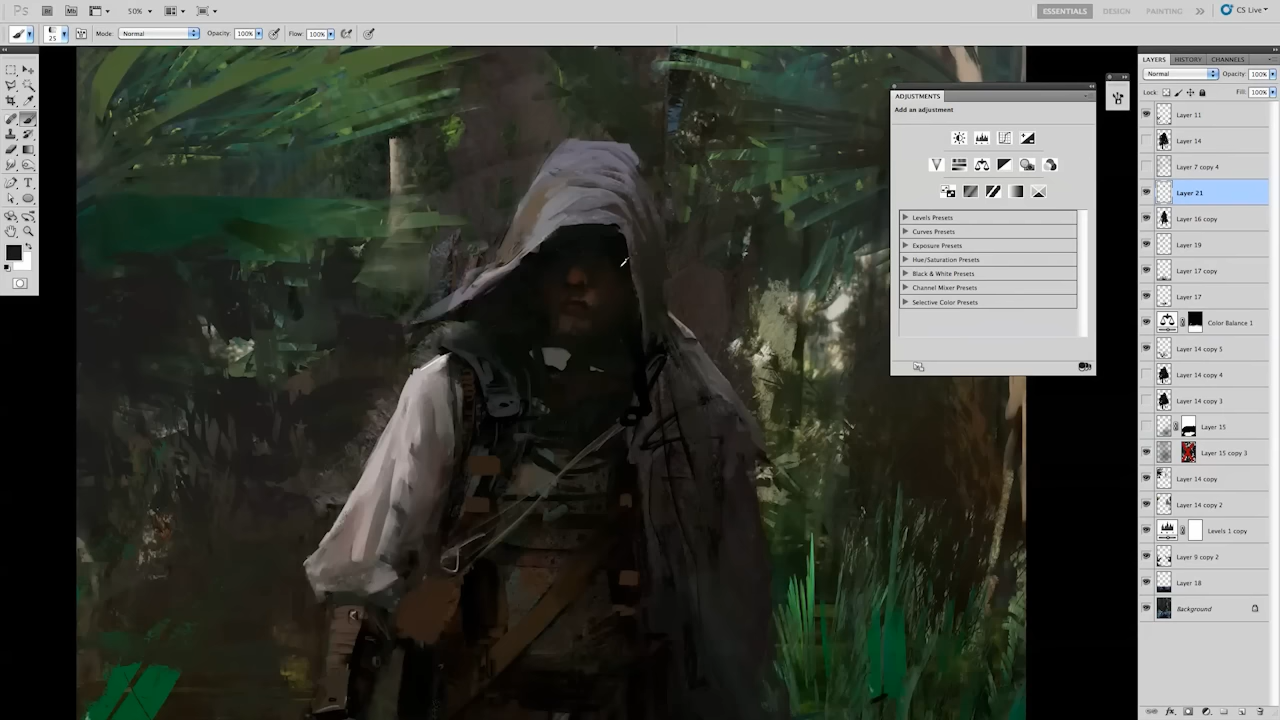 Ps Br Mb 50% ESSENTIALS DESIGN PAINTING CS Live
25 Mode: Normal Opacity: 100% Flow: 100%
LAYERS HISTORY CHANNELS
Normal Opacity: 100%
Lock: Fill: 100%
ADJUSTMENTS
Add an adjustment
Levels Presets
Curves Presets
Exposure Presets
Hue/Saturation Presets
Black & White Presets
Channel Mixer Presets
Selective Color Presets
T
Layer 11
Layer 14
Layer 7 copy 4
Layer 21
Layer 16 copy
Layer 19
Layer 17 copy
Layer 17
Color Balance 1
Layer 14 copy 5
Layer 14 copy 4
Layer 14 copy 3
Layer 15
Layer 15 copy 3
Layer 14 copy
Layer 14 copy 2
Levels 1 copy
Layer 9 copy 2
Layer 18
Background
fx